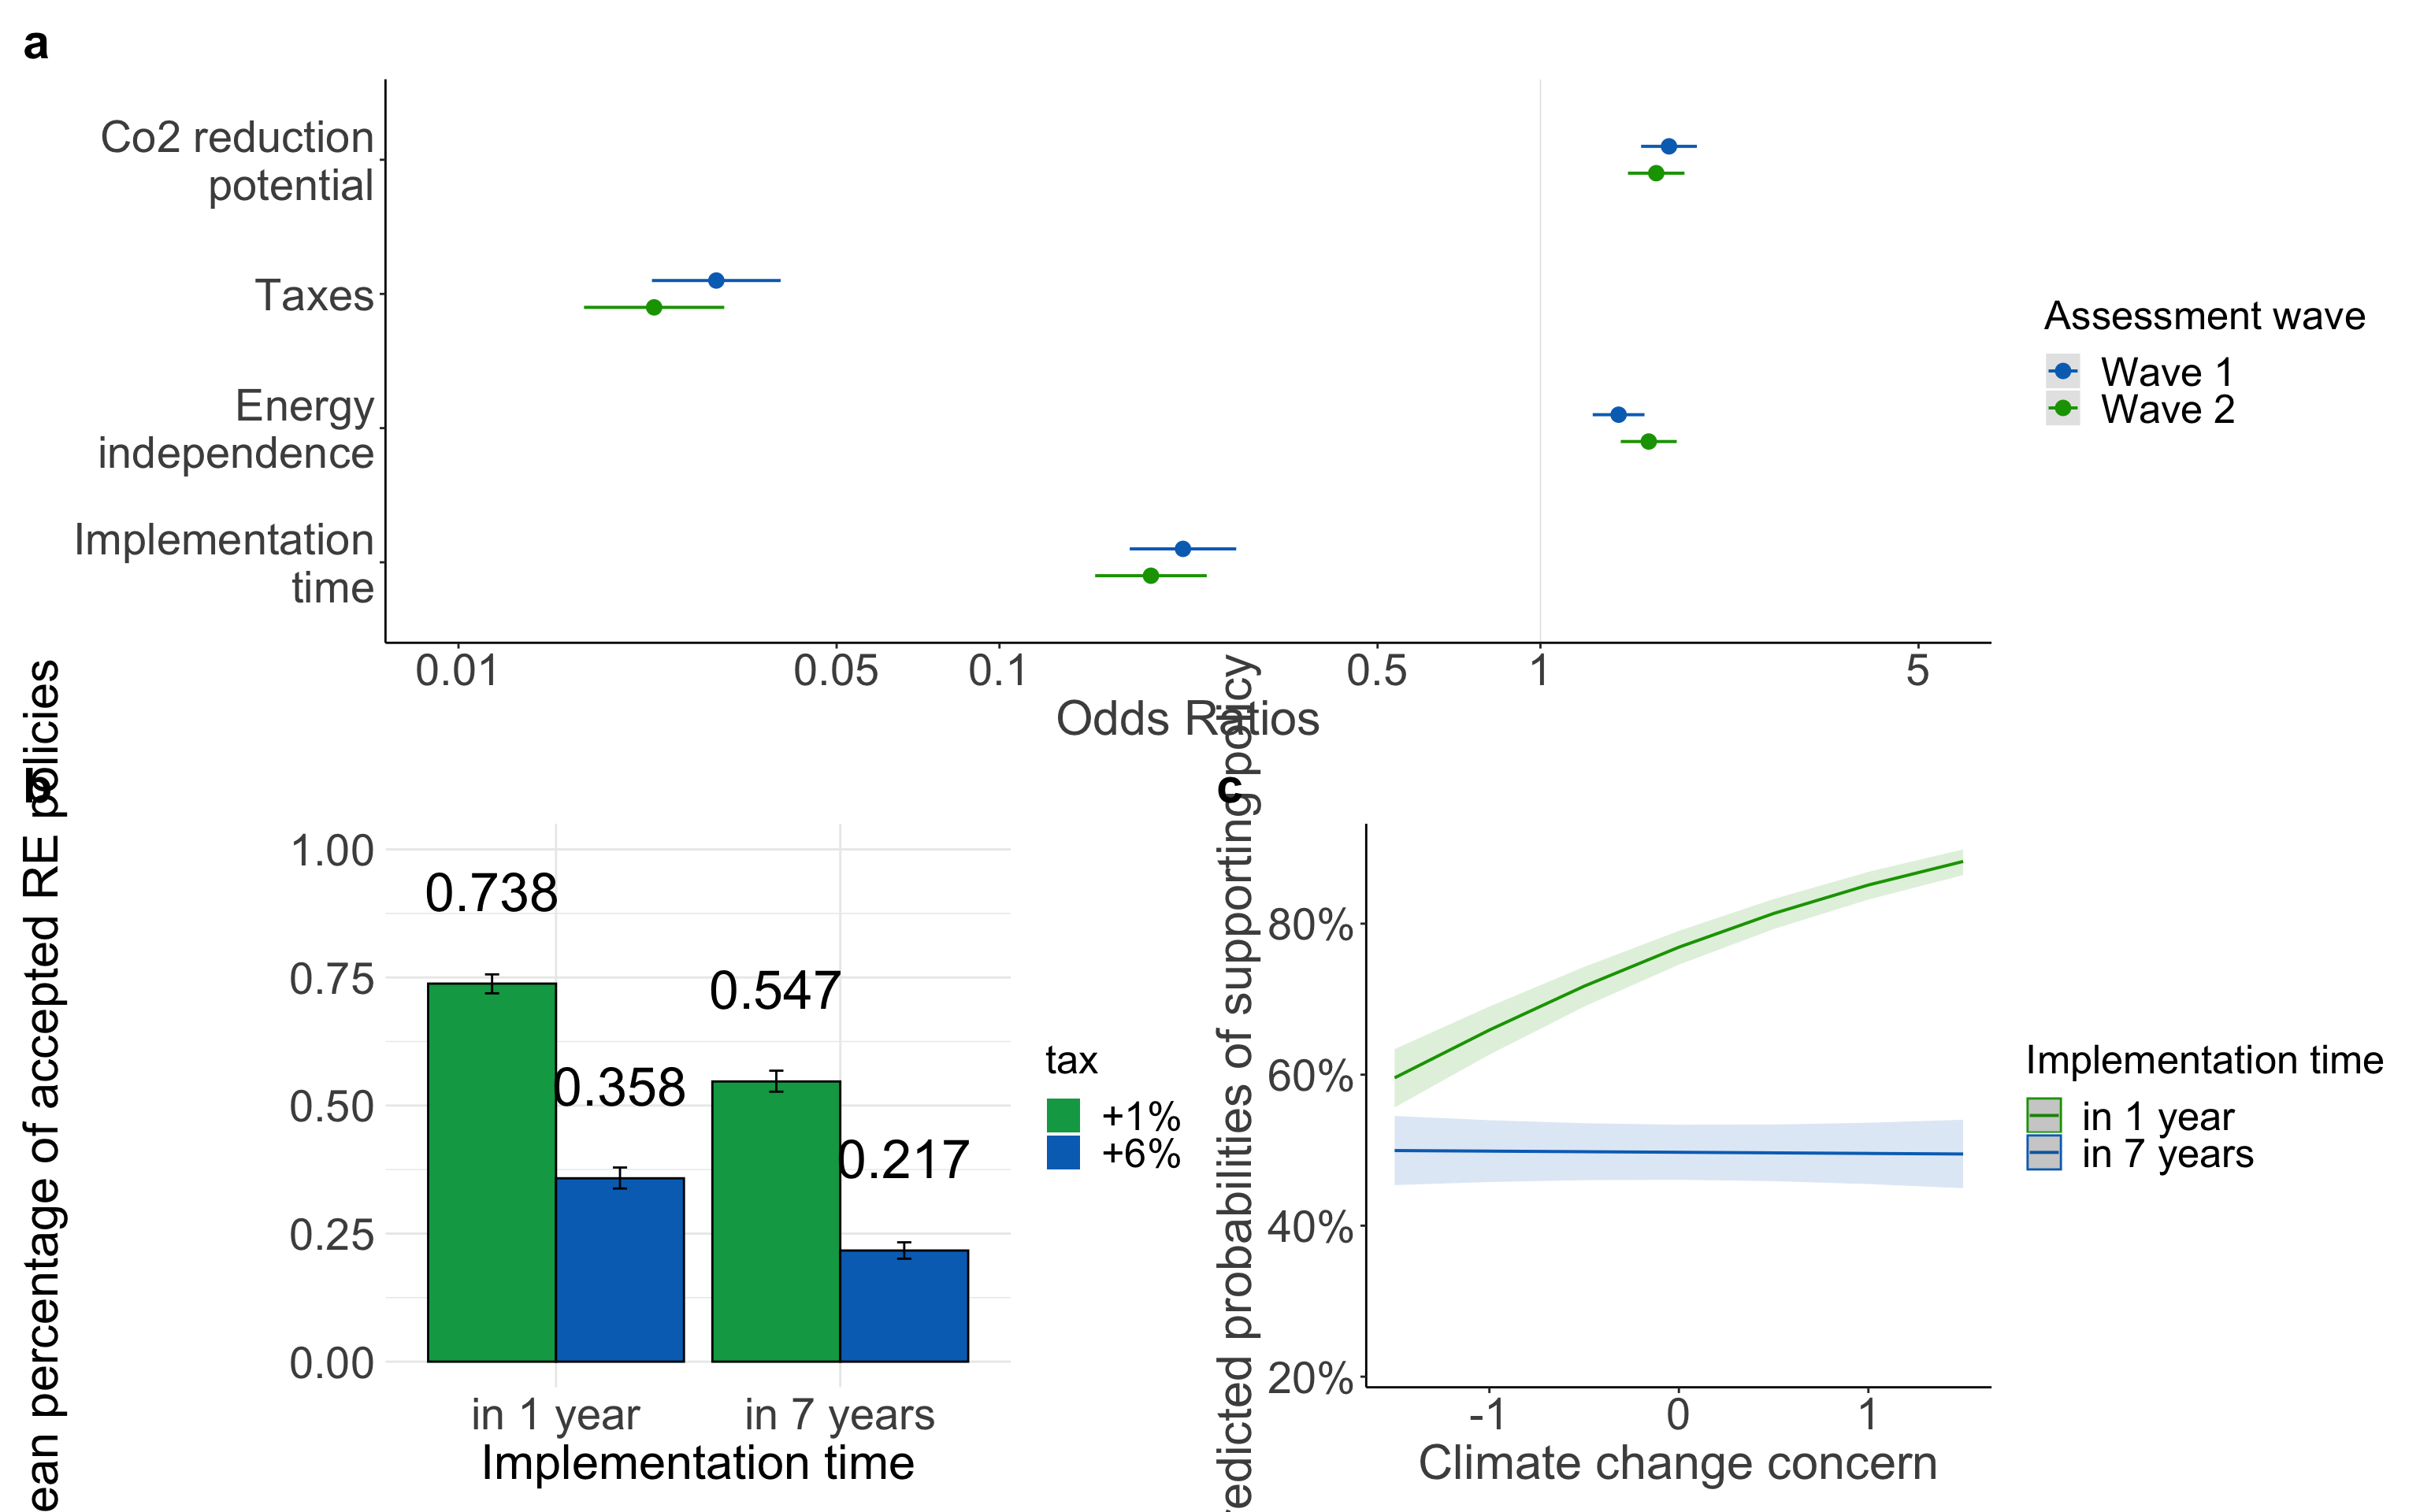 a
Co2 reduction
potential
Taxes
Energy
independence
Implementation
time
0.01
0.05
0.1
0.5
1
5
Odds Ratios
Assessment wave
Wave 1
Wave 2
b
ean percentage of accepted RE policies
1.00
0.75
0.50
0.25
0.00
0.738
0.358
0.547
0.217
in 1 year
in 7 years
Implementation time
tax
+1%
+6%
c
redicted probabilities of supporting policy
80%
60%
40%
20%
-1
0
1
Climate change concern
Implementation time
in 1 year
in 7 years